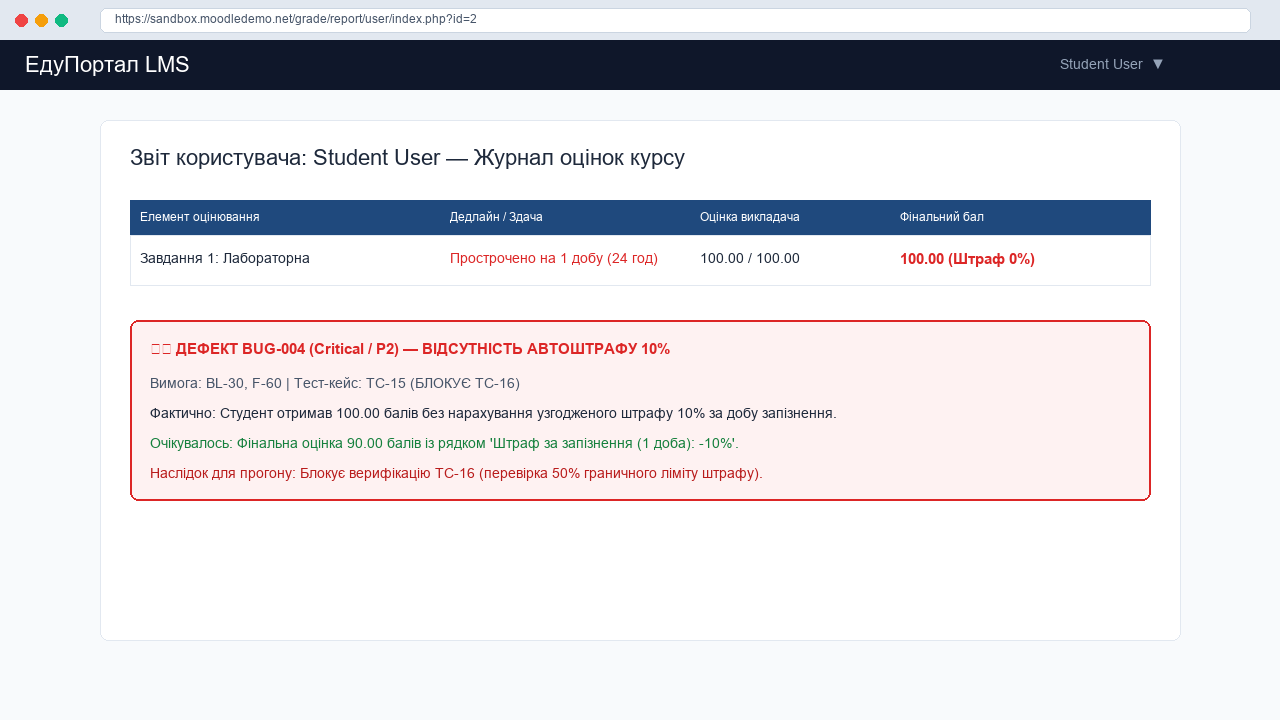 https://sandbox.moodledemo.net/grade/report/user/index.php?id=2
ЕдуПортал LMS
Student User ▼
Звіт користувача: Student User — Журнал оцінок курсу
Елемент оцінювання Дедлайн / Здача Оцінка викладача Фінальний бал
Завдання 1: Лабораторна Прострочено на 1 добу (24 год) 100.00 / 100.00 100.00 (Штраф 0%)
ДЕФЕКТ BUG-004 (Critical / P2) — ВІДСУТНІСТЬ АВТОШТРАФУ 10%
Вимога: BL-30, F-60 | Тест-кейс: TC-15 (БЛОКУЄ TC-16)
Фактично: Студент отримав 100.00 балів без нарахування узгодженого штрафу 10% за добу запізнення.
Очікувалось: Фінальна оцінка 90.00 балів із рядком 'Штраф за запізнення (1 доба): -10%'.
Наслідок для прогону: Блокує верифікацію TC-16 (перевірка 50% граничного ліміту штрафу).